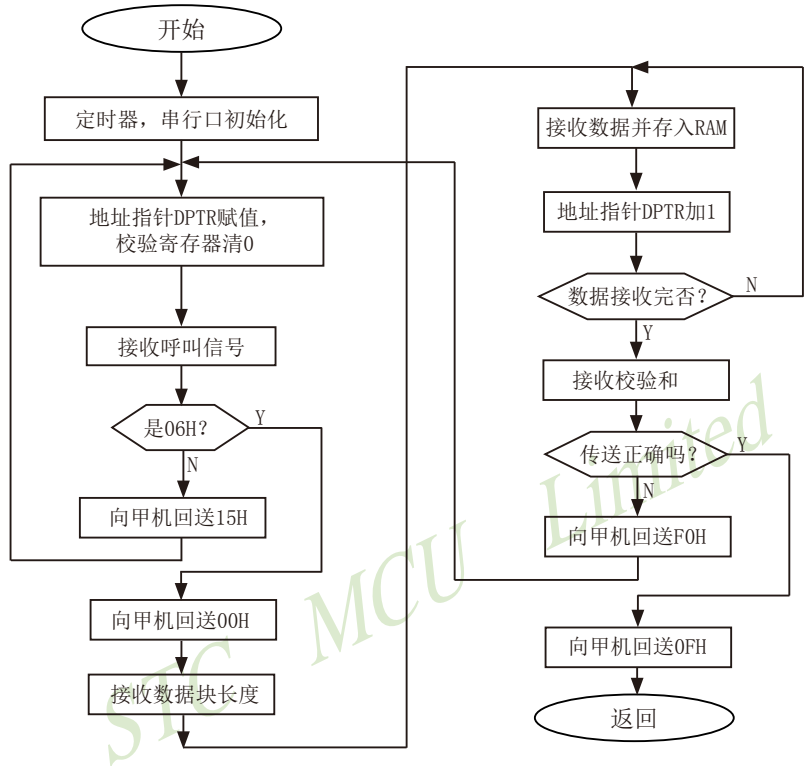 开始
定时器，串行口初始化
地址指针DPTR赋值，
校验寄存器清0
接收呼叫信号
是06H？
Y
N
向甲机回送15H
向甲机回送00H
接收数据块长度
接收数据并存入RAM
地址指针DPTR加1
数据接收完否？
N
Y
接收校验和
传送正确吗？
Y
N
向甲机回送F0H
向甲机回送0FH
返回
STC MCU Limited